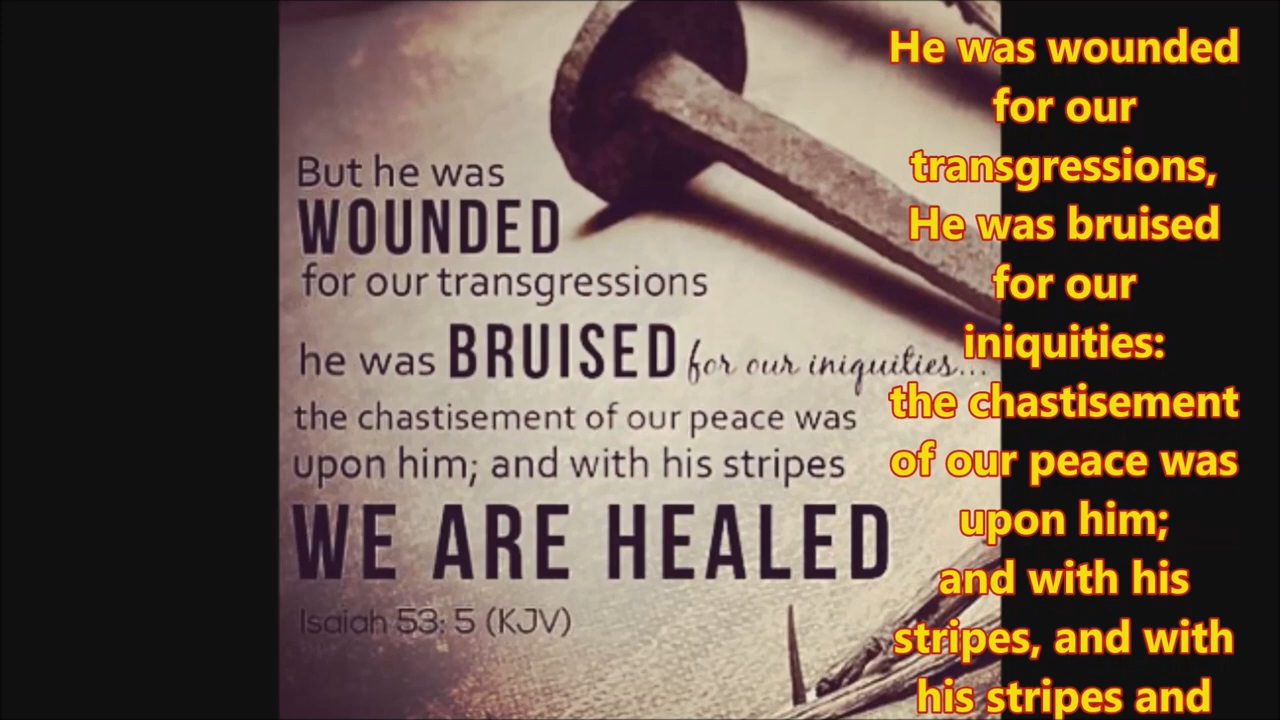 But he was
WOUNDED
for our transgressions
he was BRUISED for our iniquities...
the chastisement of our peace was
upon him; and with his stripes
WE ARE HEALED
Isaiah 53: 5 (KJV)
He was wounded
for our
transgressions,
He was bruised
for our
iniquities:
the chastisement
of our peace was
upon him;
and with his
stripes, and with
his stripes and